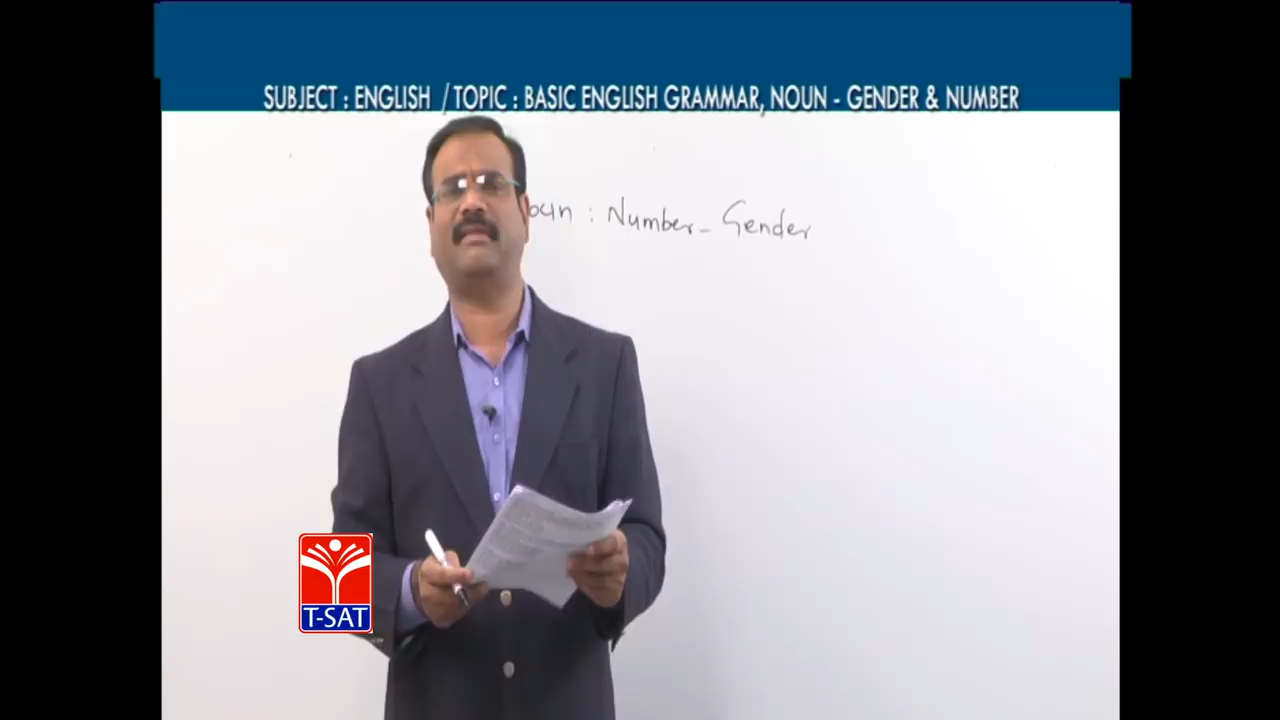 SUBJECT : ENGLISH / TOPIC : BASIC ENGLISH GRAMMAR, NOUN - GENDER & NUMBER
oun : Number - Gender
T-SAT